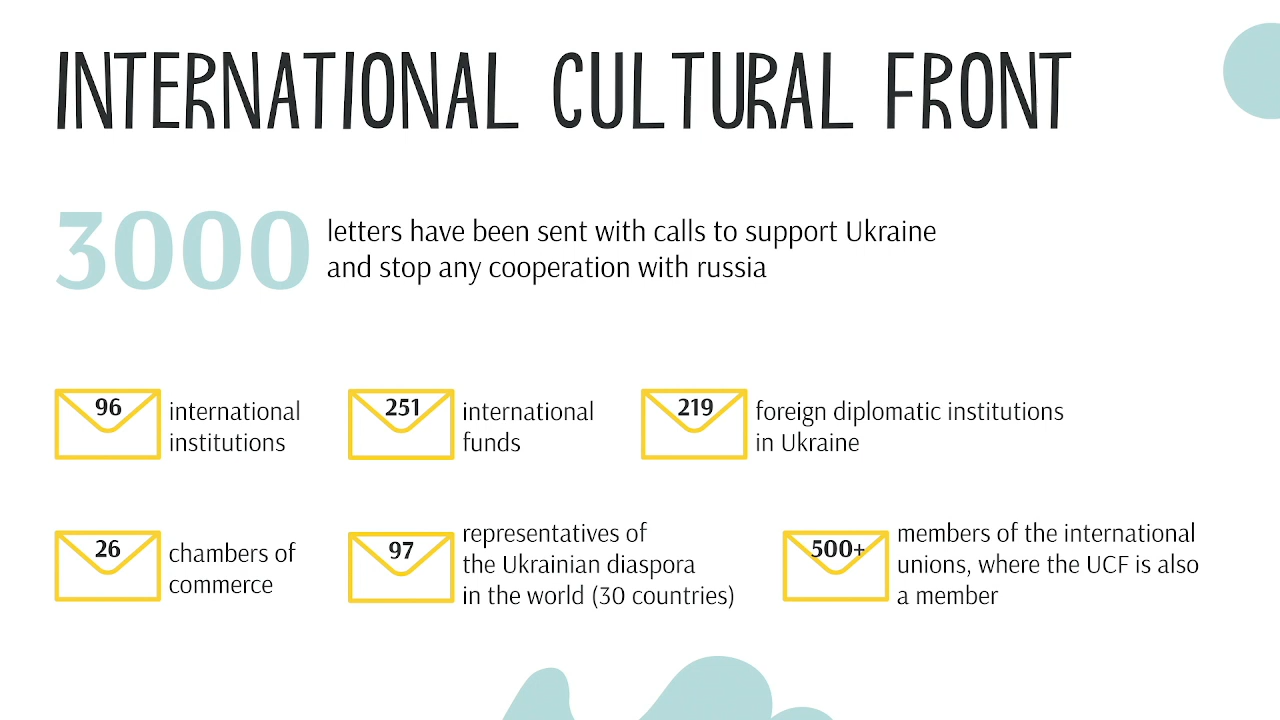 INTERNATIONAL CULTURAL FRONT
3000
letters have been sent with calls to support Ukraine
and stop any cooperation with russia
96
international
institutions
251
international
funds
219
foreign diplomatic institutions
in Ukraine
26
chambers of
commerce
97
representatives of
the Ukrainian diaspora
in the world (30 countries)
500+
members of the international
unions, where the UCF is also
a member